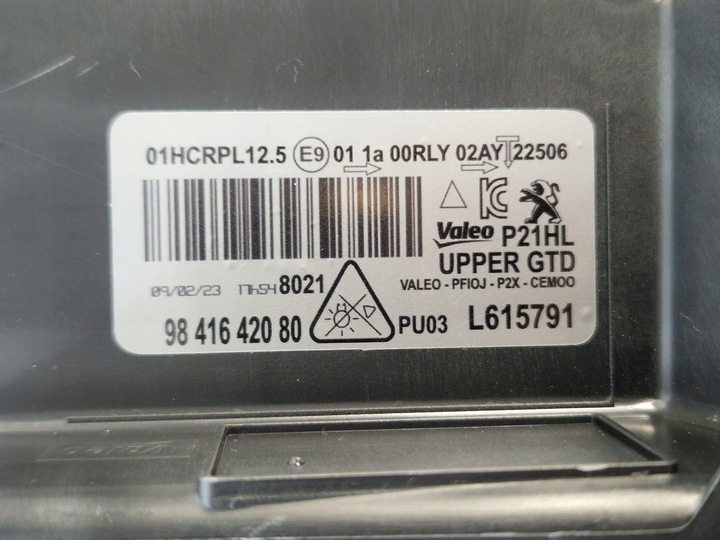 01HCRPL12.5 E9 01 1a 00RLY 02AY 22506
KC
Valeo P21HL
UPPER GTD
VALEO - PFIOJ - P2X - CEMOO
09/02/23 17h54 8021
98 416 420 80 PU03 L615791